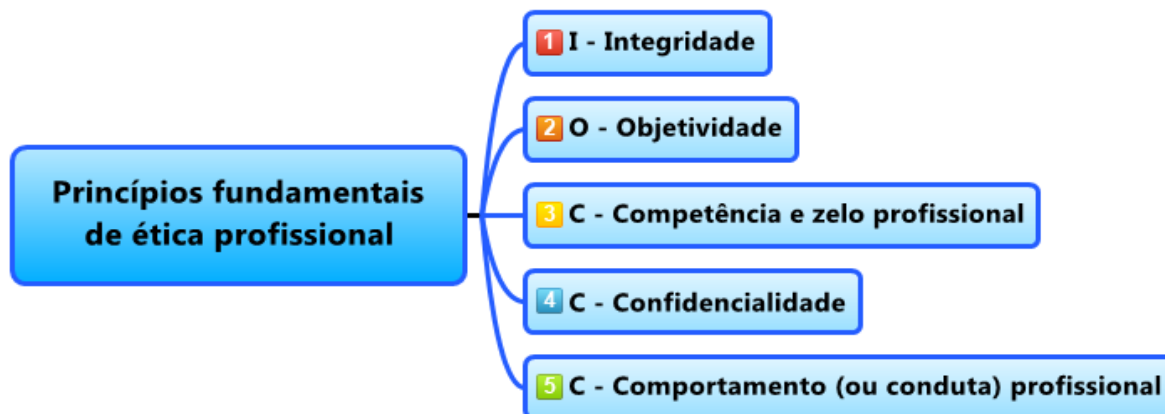 Princípios fundamentais
de ética profissional
1 I - Integridade
2 O - Objetividade
3 C - Competência e zelo profissional
4 C - Confidencialidade
5 C - Comportamento (ou conduta) profissional